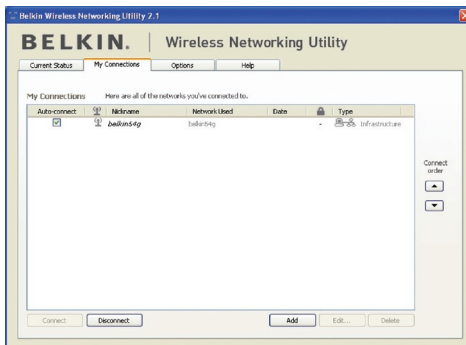 Belkin Wireless Networking Utility 2.1
BELKIN. | Wireless Networking Utility
Current Status My Connections Options Help
My Connections Here are all of the networks you've connected to.
Auto-connect Nickname Network Used Date Type
belkin54g belkin54g - Infrastructure
Connect order
Connect Disconnect Add Edit... Delete